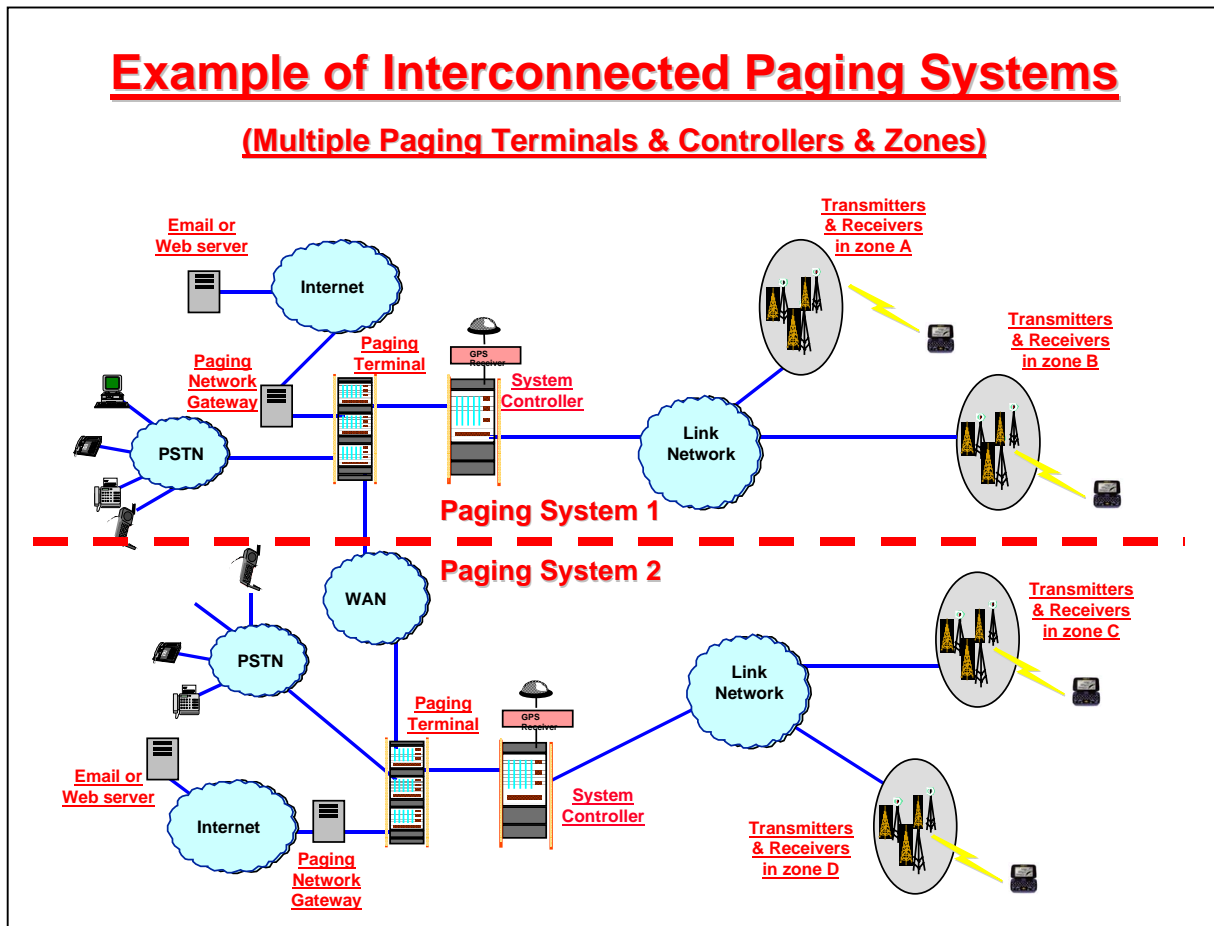 Example of Interconnected Paging Systems
(Multiple Paging Terminals & Controllers & Zones)
Email or
Web server
Internet
Transmitters
& Receivers
in zone A
Paging
Network
Gateway
Paging
Terminal
GPS
Receiver
System
Controller
Transmitters
& Receivers
in zone B
PSTN
Link
Network
Paging System 1
Paging System 2
WAN
PSTN
Transmitters
& Receivers
in zone C
Link
Network
Paging
Terminal
GPS
Receiver
Email or
Web server
Internet
System
Controller
Paging
Network
Gateway
Transmitters
& Receivers
in zone D